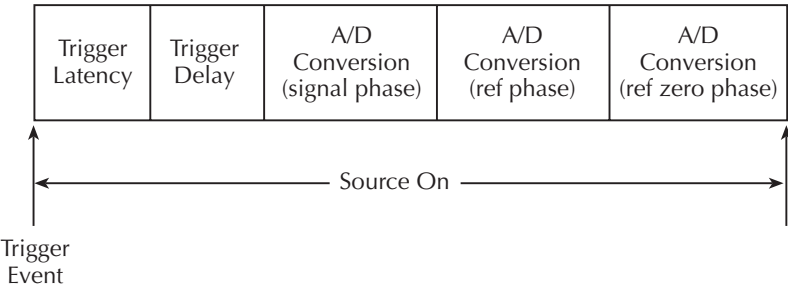 Trigger
Latency
Trigger
Delay
A/D
Conversion
(signal phase)
A/D
Conversion
(ref phase)
A/D
Conversion
(ref zero phase)
Source On
Trigger
Event